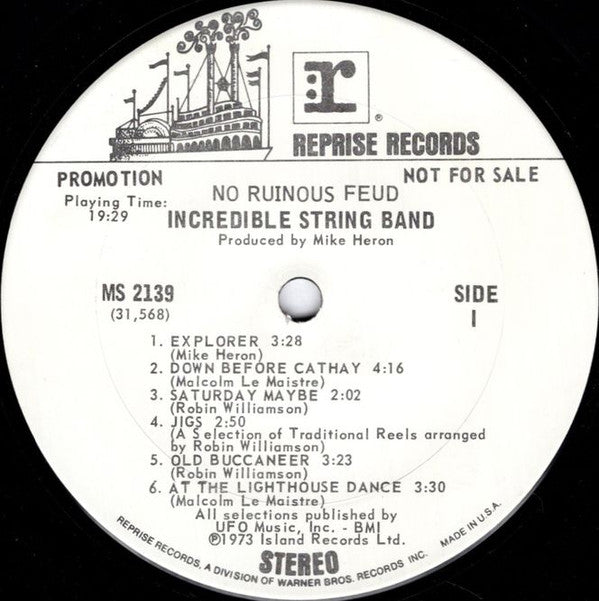 :r
®
REPRISE RECORDS
PROMOTION
NOT FOR SALE
Playing Time:
19:29
NO RUINOUS FEUD
INCREDIBLE STRING BAND
Produced by Mike Heron
MS 2139
(31,568)
SIDE
1
1. EXPLORER 3:28
(Mike Heron)
2. DOWN BEFORE CATHAY 4:16
(Malcolm Le Maistre)
3. SATURDAY MAYBE 2:02
(Robin Williamson)
4. JIGS 2:50
(A Selection of Traditional Reels arranged
by Robin Williamson)
5. OLD BUCCANEER 3:23
(Robin Williamson)
6. AT THE LIGHTHOUSE DANCE 3:30
(Malcolm Le Maistre)
All selections published by
UFO Music, Inc. - BMI
℗1973 Island Records Ltd.
STEREO
REPRISE RECORDS, A DIVISION OF WARNER BROS. RECORDS INC. MADE IN U.S.A.